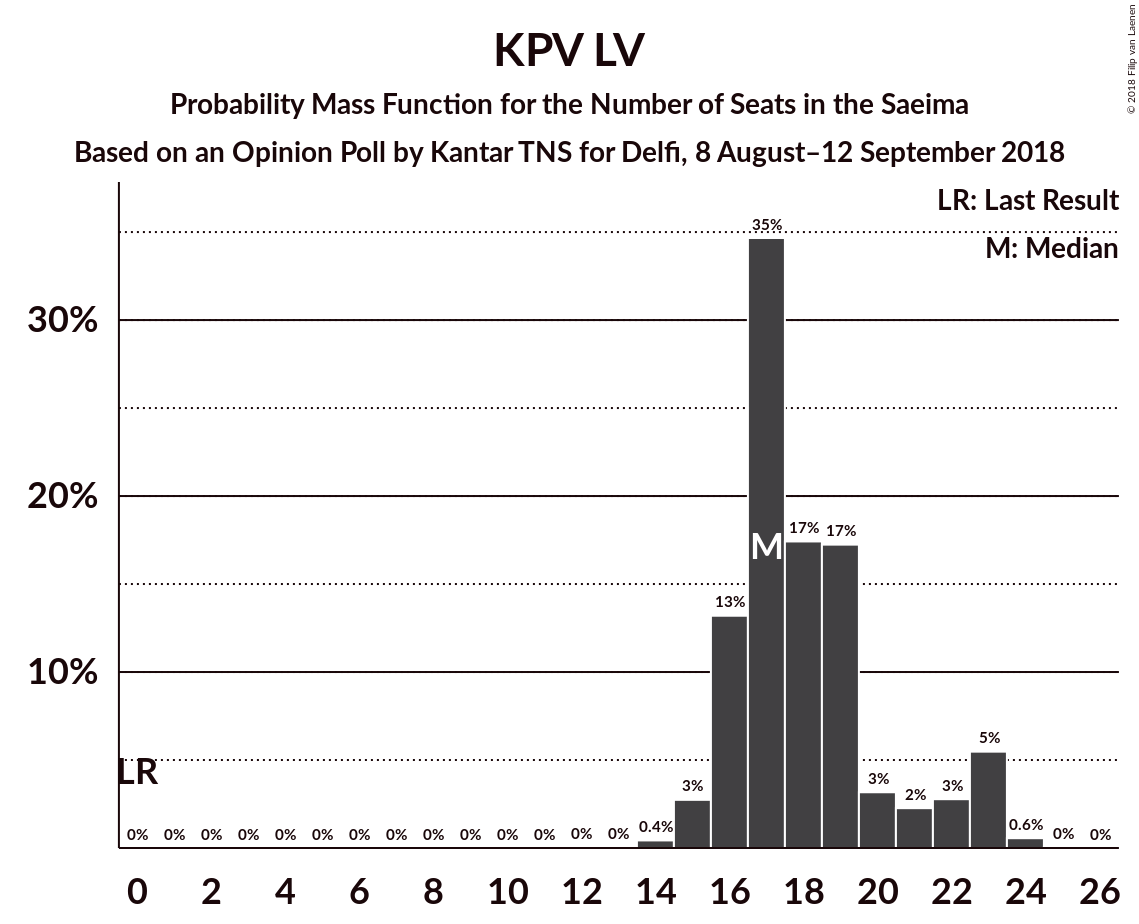 KPV LV
Probability Mass Function for the Number of Seats in the Saeima
Based on an Opinion Poll by Kantar TNS for Delfi, 8 August–12 September 2018
© 2018 Filip van Laenen
LR: Last Result
M: Median
30%
20%
10%
LR
M
0% 0% 0% 0% 0% 0% 0% 0% 0% 0% 0% 0% 0% 0% 0.4% 3% 13% 35% 17% 17% 3% 2% 3% 5% 0.6% 0% 0%
0 2 4 6 8 10 12 14 16 18 20 22 24 26